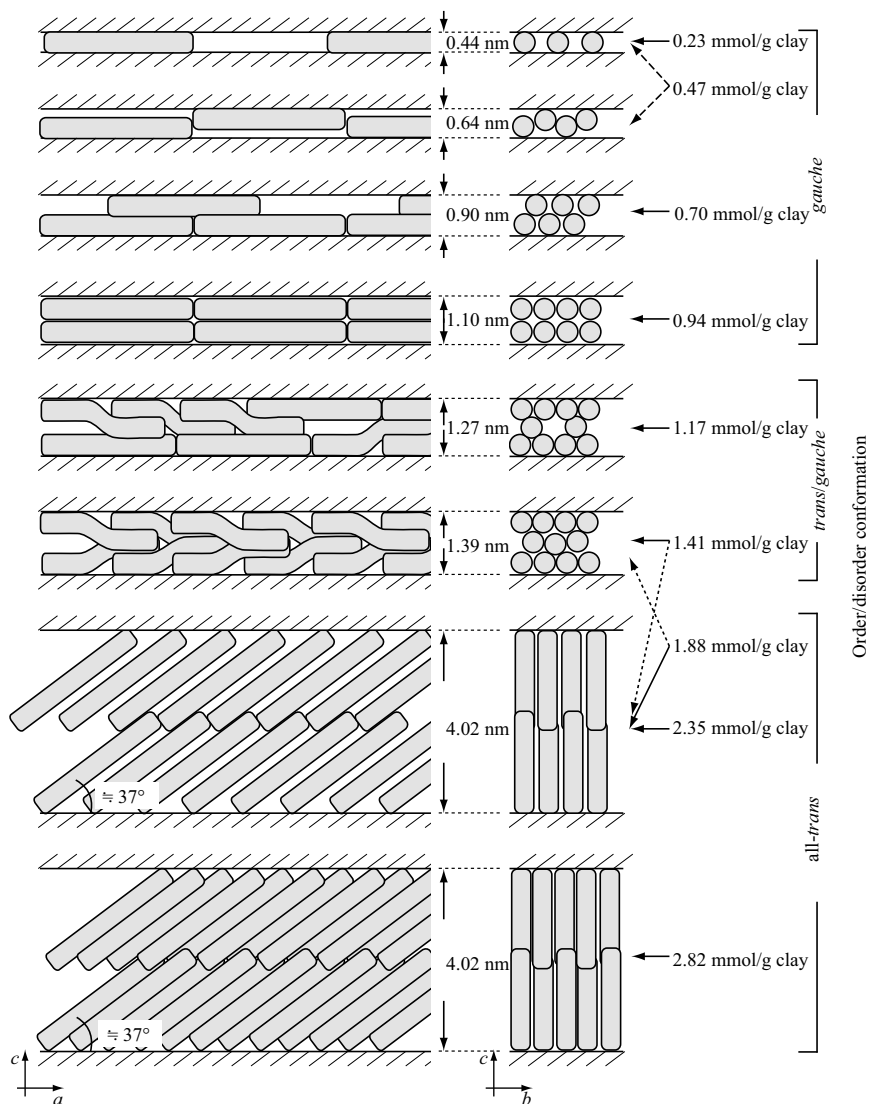 0.44 nm
0.23 mmol/g clay
0.47 mmol/g clay
0.64 nm
gauche
0.90 nm
0.70 mmol/g clay
1.10 nm
0.94 mmol/g clay
1.27 nm
1.17 mmol/g clay
trans/gauche
1.39 nm
1.41 mmol/g clay
Order/disorder conformation
1.88 mmol/g clay
4.02 nm
2.35 mmol/g clay
≒ 37°
all-trans
4.02 nm
2.82 mmol/g clay
≒ 37°
c
a
c
b